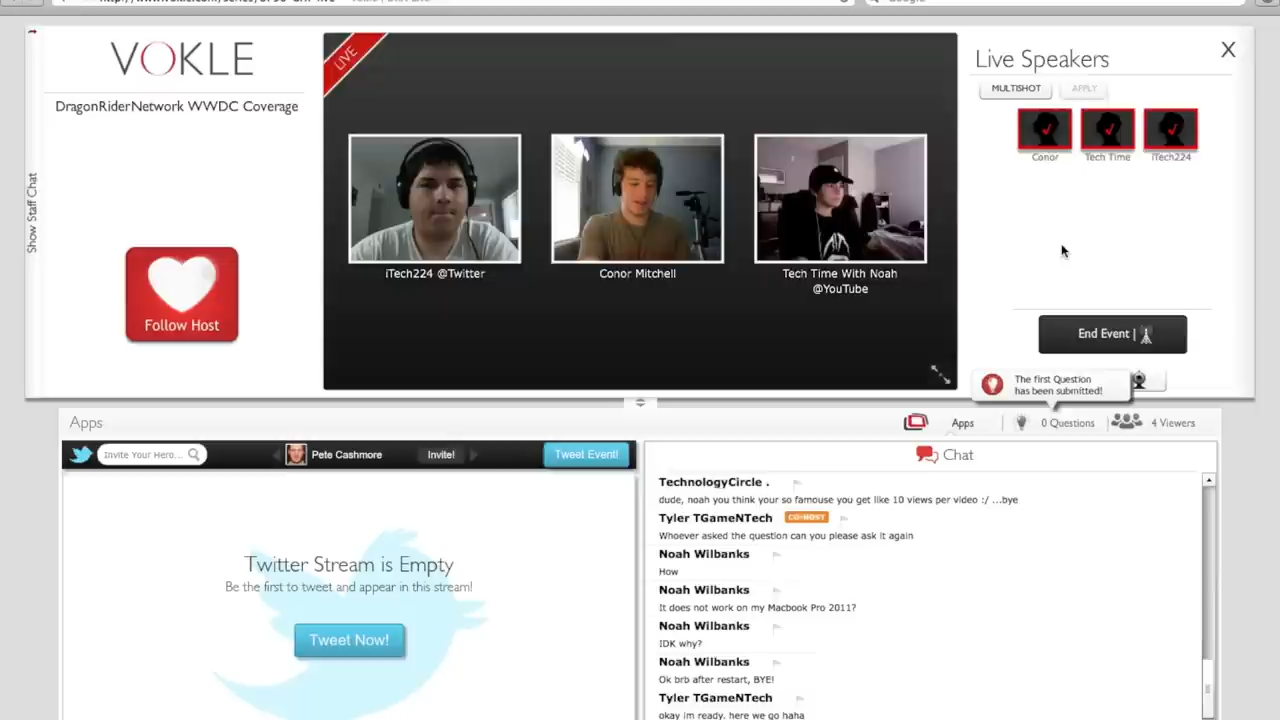 VOKLE
DragonRiderNetwork WWDC Coverage
Show Staff Chat
Follow Host
LIVE
iTech224 @Twitter
Conor Mitchell
Tech Time With Noah
@YouTube
Live Speakers
X
MULTISHOT
APPLY
Conor
Tech Time
iTech224
End Event |
The first Question
has been submitted!
Apps
Apps
0 Questions
4 Viewers
Invite Your Hero...
Pete Cashmore
Invite!
Tweet Event!
Twitter Stream is Empty
Be the first to tweet and appear in this stream!
Tweet Now!
Chat
TechnologyCircle .
dude, noah you think your so famouse you get like 10 views per video :/ ...bye
Tyler TGameNTech CO-HOST
Whoever asked the question can you please ask it again
Noah Wilbanks
How
Noah Wilbanks
It does not work on my Macbook Pro 2011?
Noah Wilbanks
IDK why?
Noah Wilbanks
Ok brb after restart, BYE!
Tyler TGameNTech
okay im ready. here we go haha